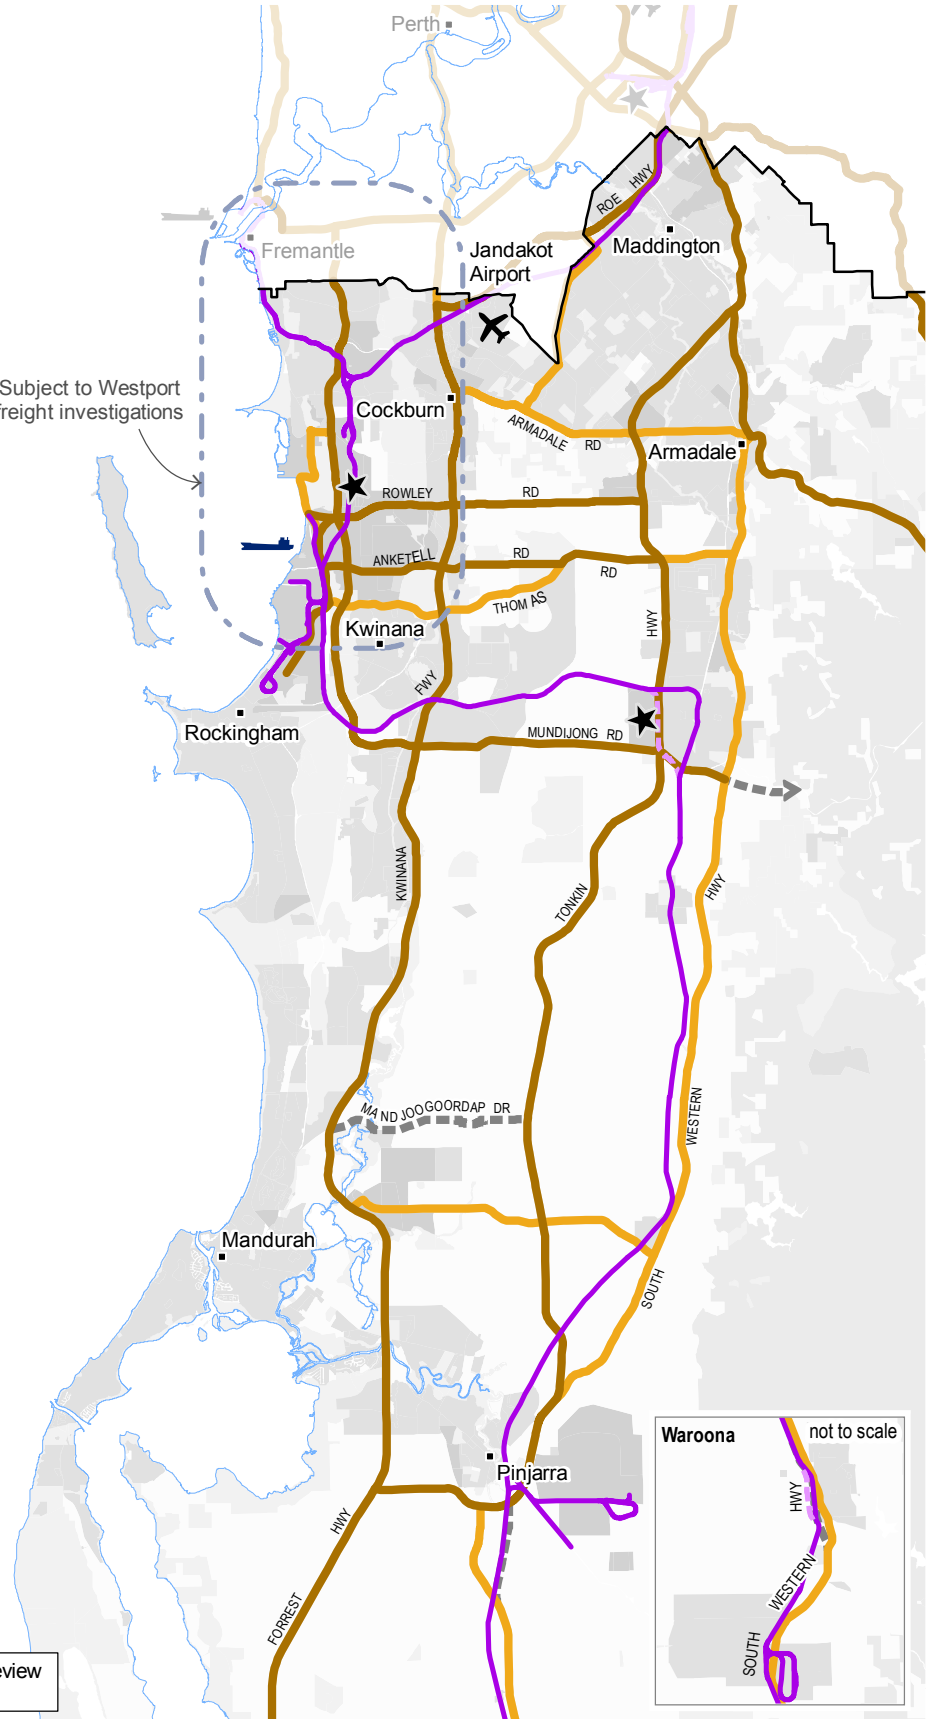 Perth
ROE HWY
Maddington
Fremantle
Jandakot
Airport
Subject to Westport
freight investigations
Cockburn
ARMADALE RD
Armadale
ROWLEY RD
ANKETELL RD
RD
THOMAS
HWY
Kwinana
FWY
Rockingham
MUNDIJONG RD
KWINANA
TONKIN
HWY
MANDJOOGOORDAP DR
WESTERN
Mandurah
SOUTH
Pinjarra
HWY
FORREST
Waroona
not to scale
HWY
WESTERN
SOUTH